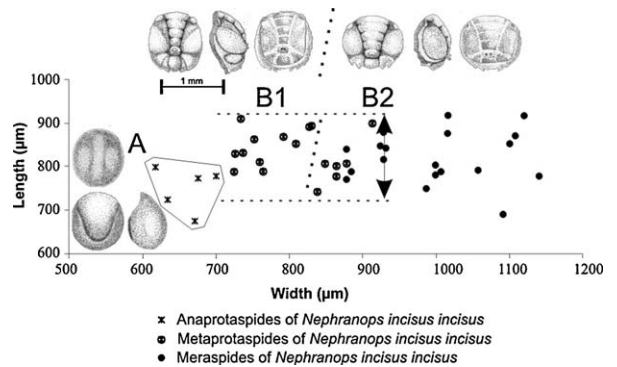 1 mm
B1 B2
A
Length (µm)
1000
900
800
700
600
500 600 700 800 900 1000 1100 1200
Width (µm)
Anaprotaspides of Nephranops incisus incisus
Metaprotaspides of Nephranops incisus incisus
Meraspides of Nephranops incisus incisus